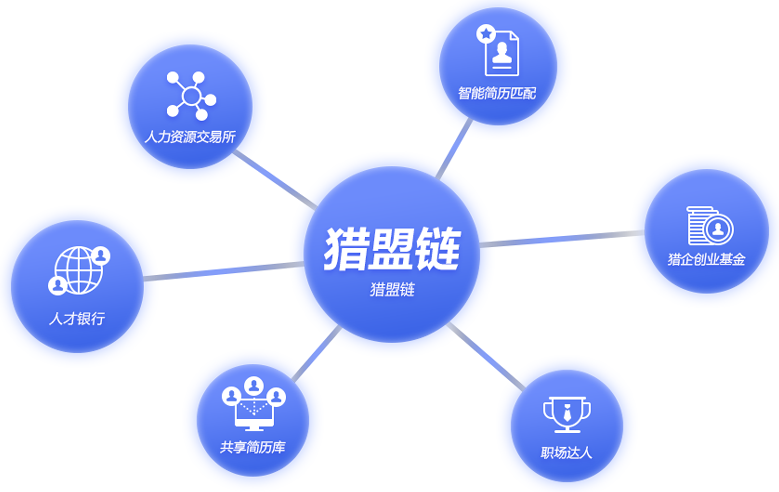 智能简历匹配
人力资源交易所
猎盟链
猎盟链
猎企创业基金
人才银行
共享简历库
职场达人